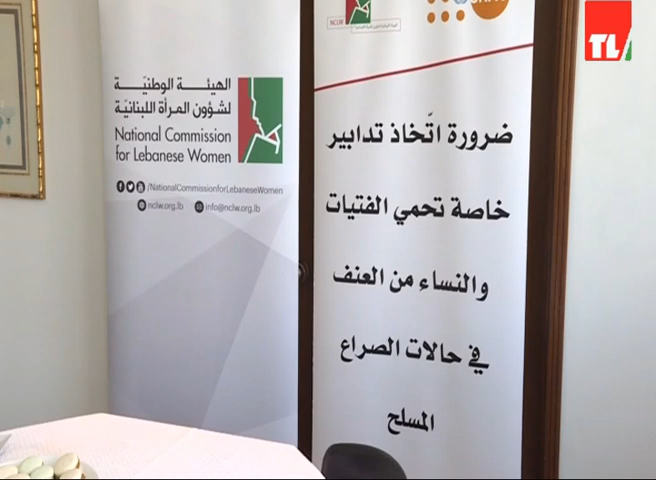 الهيئة الوطنيّة
لشؤون المرأة اللبنانيّة
National Commission
for Lebanese Women
/NationalCommissionforLebaneseWomen
nclw.org.lb info@nclw.org.lb
NCLW
ضرورة اتّخاذ تدابير
خاصة تحمي الفتيات
والنساء من العنف
في حالات الصراع
المسلح
TL